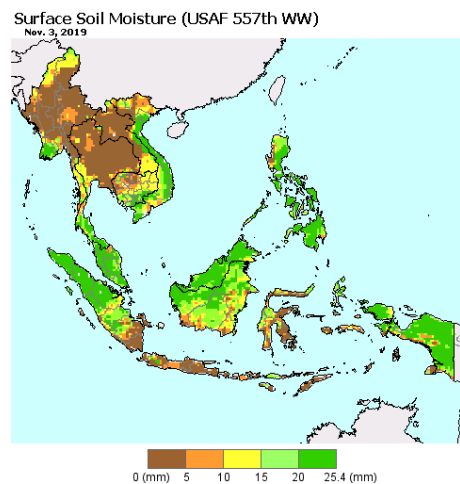 Surface Soil Moisture (USAF 557th WW)
Nov. 3, 2019
0 (mm) 5 10 15 20 25.4 (mm)